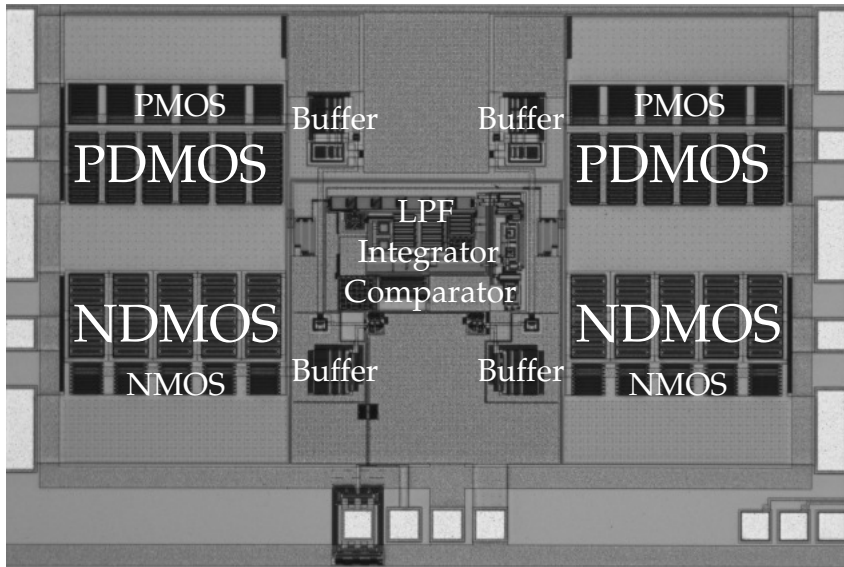 PMOS
PMOS
Buffer
Buffer
PDMOS
PDMOS
LPF
Integrator
Comparator
NDMOS
NDMOS
Buffer
Buffer
NMOS
NMOS